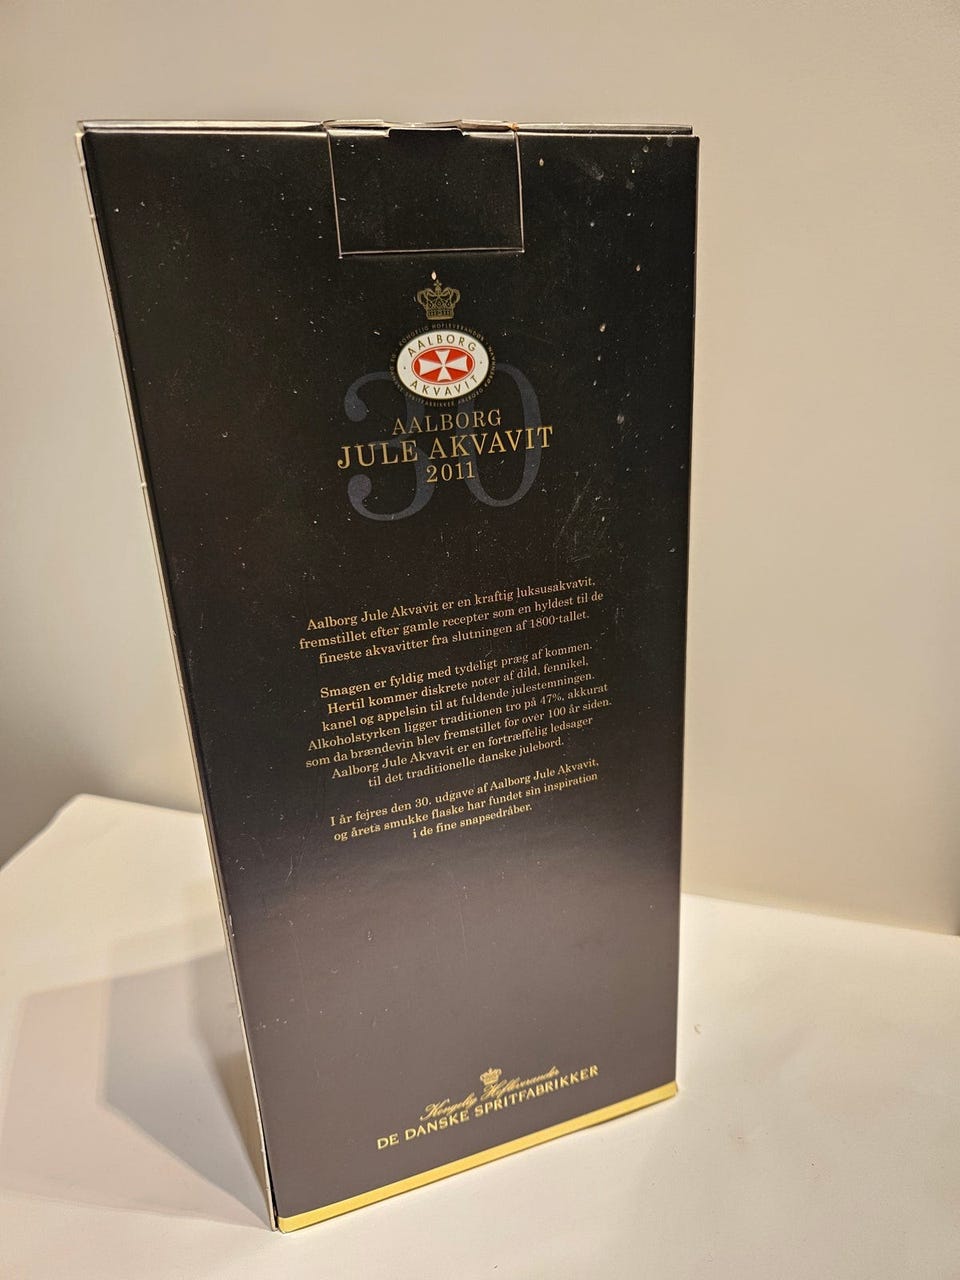 KONGELIG HOFLEVERANDØR
AALBORG
AKVAVIT
30
AALBORG
JULE AKVAVIT
2011
Aalborg Jule Akvavit er en kraftig luksusakvavit,
fremstillet efter gamle recepter som en hyldest til de
fineste akvavitter fra slutningen af 1800-tallet.
Smagen er fyldig med tydeligt præg af kommen.
Hertil kommer diskrete noter af dild, fennikel,
kanel og appelsin til at fuldende julestemningen.
Alkoholstyrken ligger traditionen tro på 47%, akkurat
som da brændevin blev fremstillet for over 100 år siden.
Aalborg Jule Akvavit er en fortræffelig ledsager
til det traditionelle danske julebord.
I år fejres den 30. udgave af Aalborg Jule Akvavit,
og årets smukke flaske har fundet sin inspiration
i de fine snapsedråber.
Kongelig Hofleverandør
DE DANSKE SPRITFABRIKKER